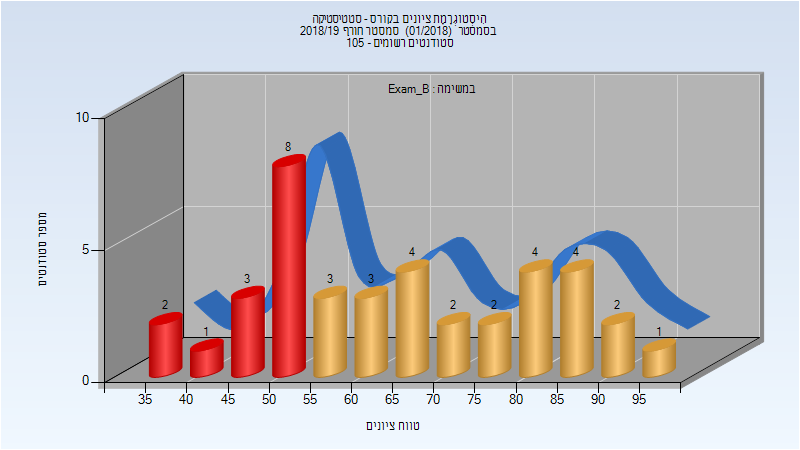 היסטוגרמת ציונים בקורס - סטטיסטיקה
בסמסטר (01/2018) סמסטר חורף 2018/19
סטודנטים רשומים - 105
במשימה : Exam_B
מספר סטודנטים
10
5
0
2
1
3
8
3
3
4
2
2
4
4
2
1
35 40 45 50 55 60 65 70 75 80 85 90 95
טווח ציונים